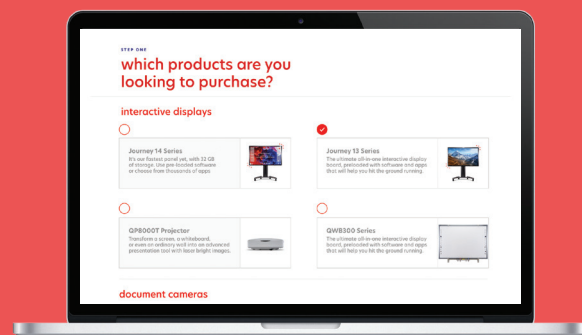 STEP ONE
which products are you
looking to purchase?
interactive displays
Journey 14 Series
It's our fastest panel yet, with 32 GB
of storage. Use pre-loaded software
or choose from thousands of apps
Journey 13 Series
The ultimate all-in-one interactive display
board, preloaded with software and apps
that will help you hit the ground running.
QP8000T Projector
Transform a screen, a whiteboard,
or even an ordinary wall into an advanced
presentation tool with laser bright images.
QWB300 Series
The ultimate all-in-one interactive display
board, preloaded with software and apps
that will help you hit the ground running.
document cameras